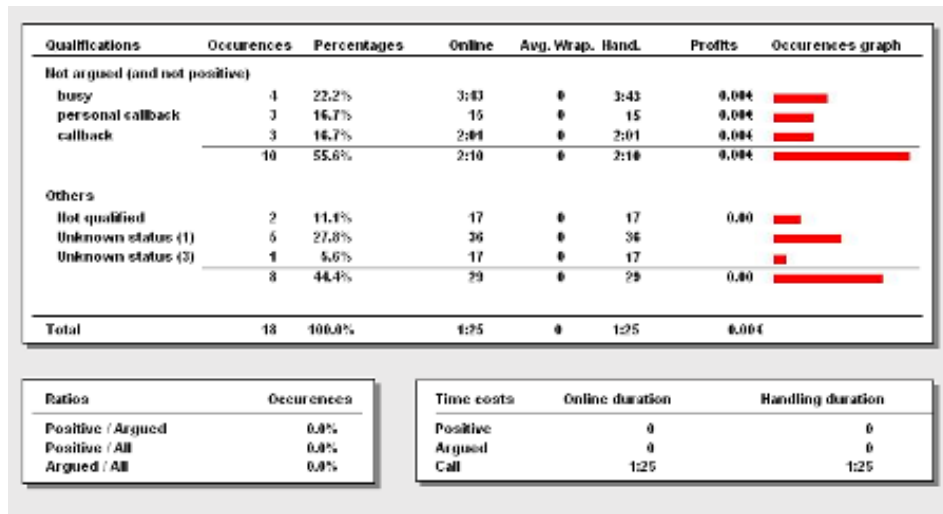 Qualifications Occurences Percentages Online Avg. Wrap. Hand. Profits Occurences graph
Not argued (and not positive)
busy 4 22.2% 3:43 0 3:43 0.00€
personal callback 3 16.7% 15 0 15 0.00€
callback 3 16.7% 2:01 0 2:01 0.00€
10 55.6% 2:10 0 2:10 0.00€
Others
Not qualified 2 11.1% 17 0 17 0.00
Unknown status (1) 5 27.8% 36 0 36
Unknown status (3) 1 5.6% 17 0 17
8 44.4% 29 0 29 0.00
Total 18 100.0% 1:25 0 1:25 0.00€
Ratios Occurences
Positive / Argued 0.0%
Positive / All 0.0%
Argued / All 0.0%
Time costs Online duration Handling duration
Positive 0 0
Argued 0 0
Call 1:25 1:25